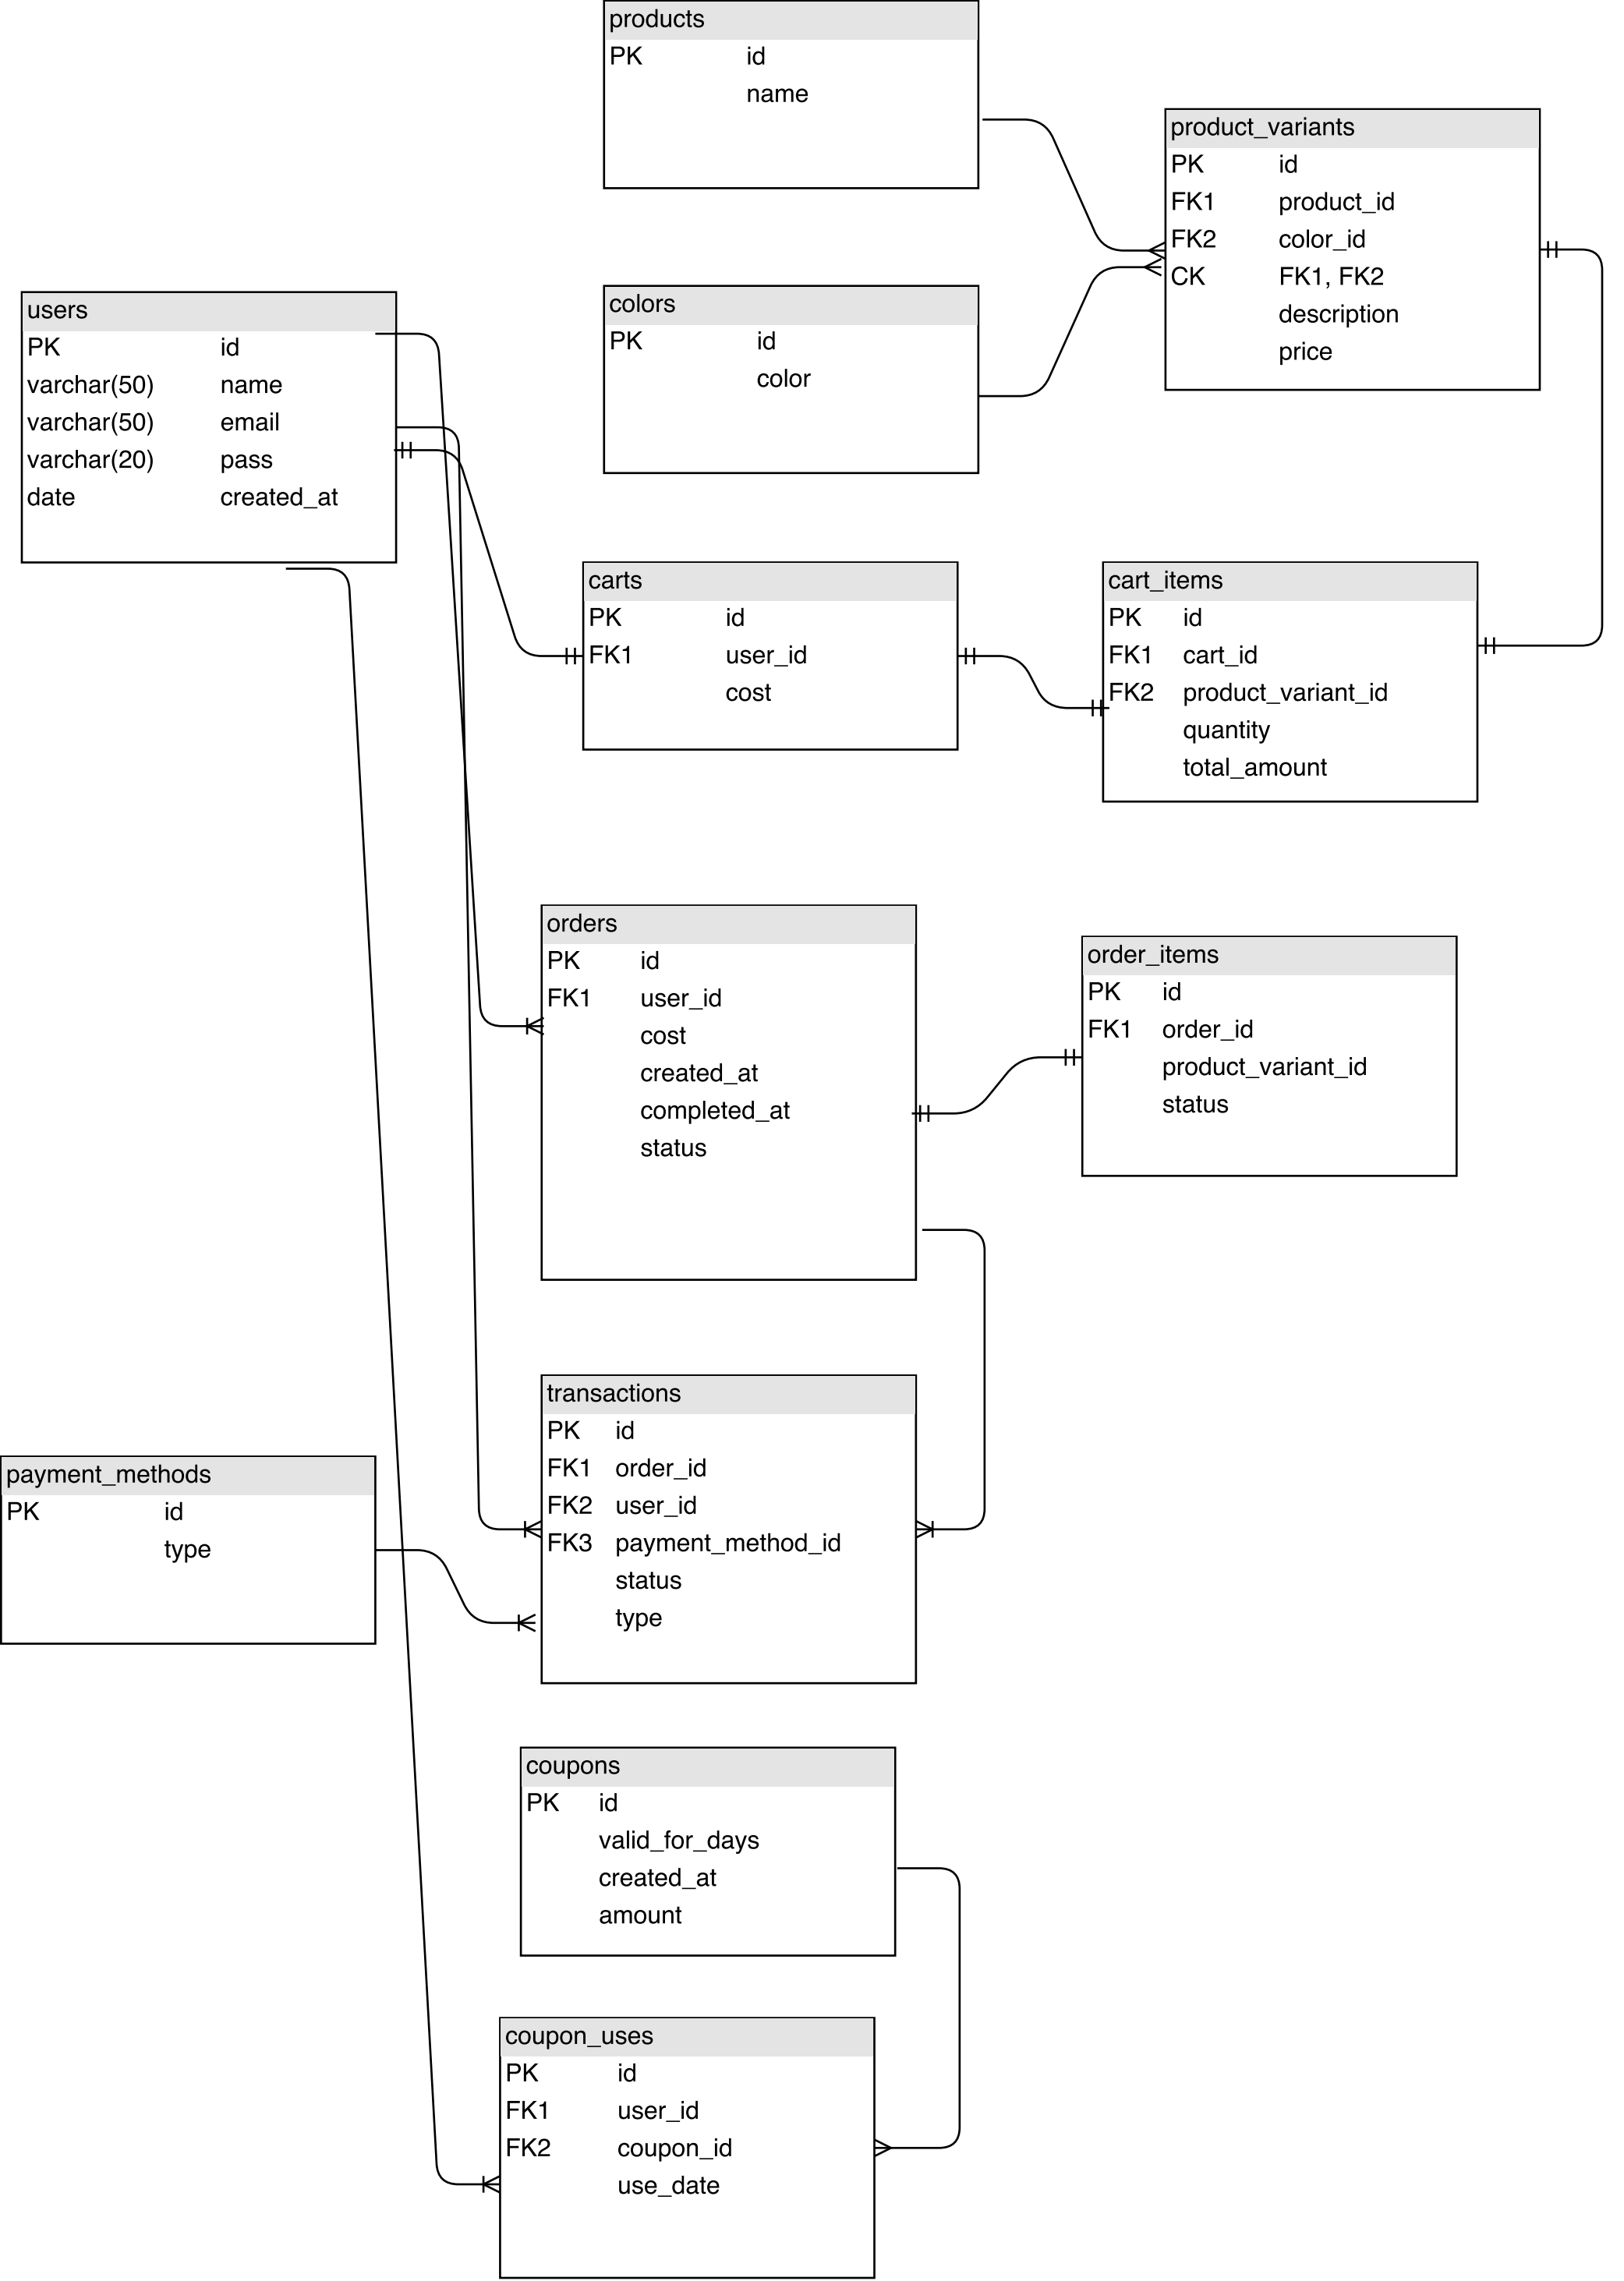 products
PK id
name
product_variants
PK id
FK1 product_id
FK2 color_id
CK FK1, FK2
description
price
colors
PK id
color
users
PK id
varchar(50) name
varchar(50) email
varchar(20) pass
date created_at
carts
PK id
FK1 user_id
cost
cart_items
PK id
FK1 cart_id
FK2 product_variant_id
quantity
total_amount
orders
PK id
FK1 user_id
cost
created_at
completed_at
status
order_items
PK id
FK1 order_id
product_variant_id
status
transactions
PK id
FK1 order_id
FK2 user_id
FK3 payment_method_id
status
type
payment_methods
PK id
type
coupons
PK id
valid_for_days
created_at
amount
coupon_uses
PK id
FK1 user_id
FK2 coupon_id
use_date